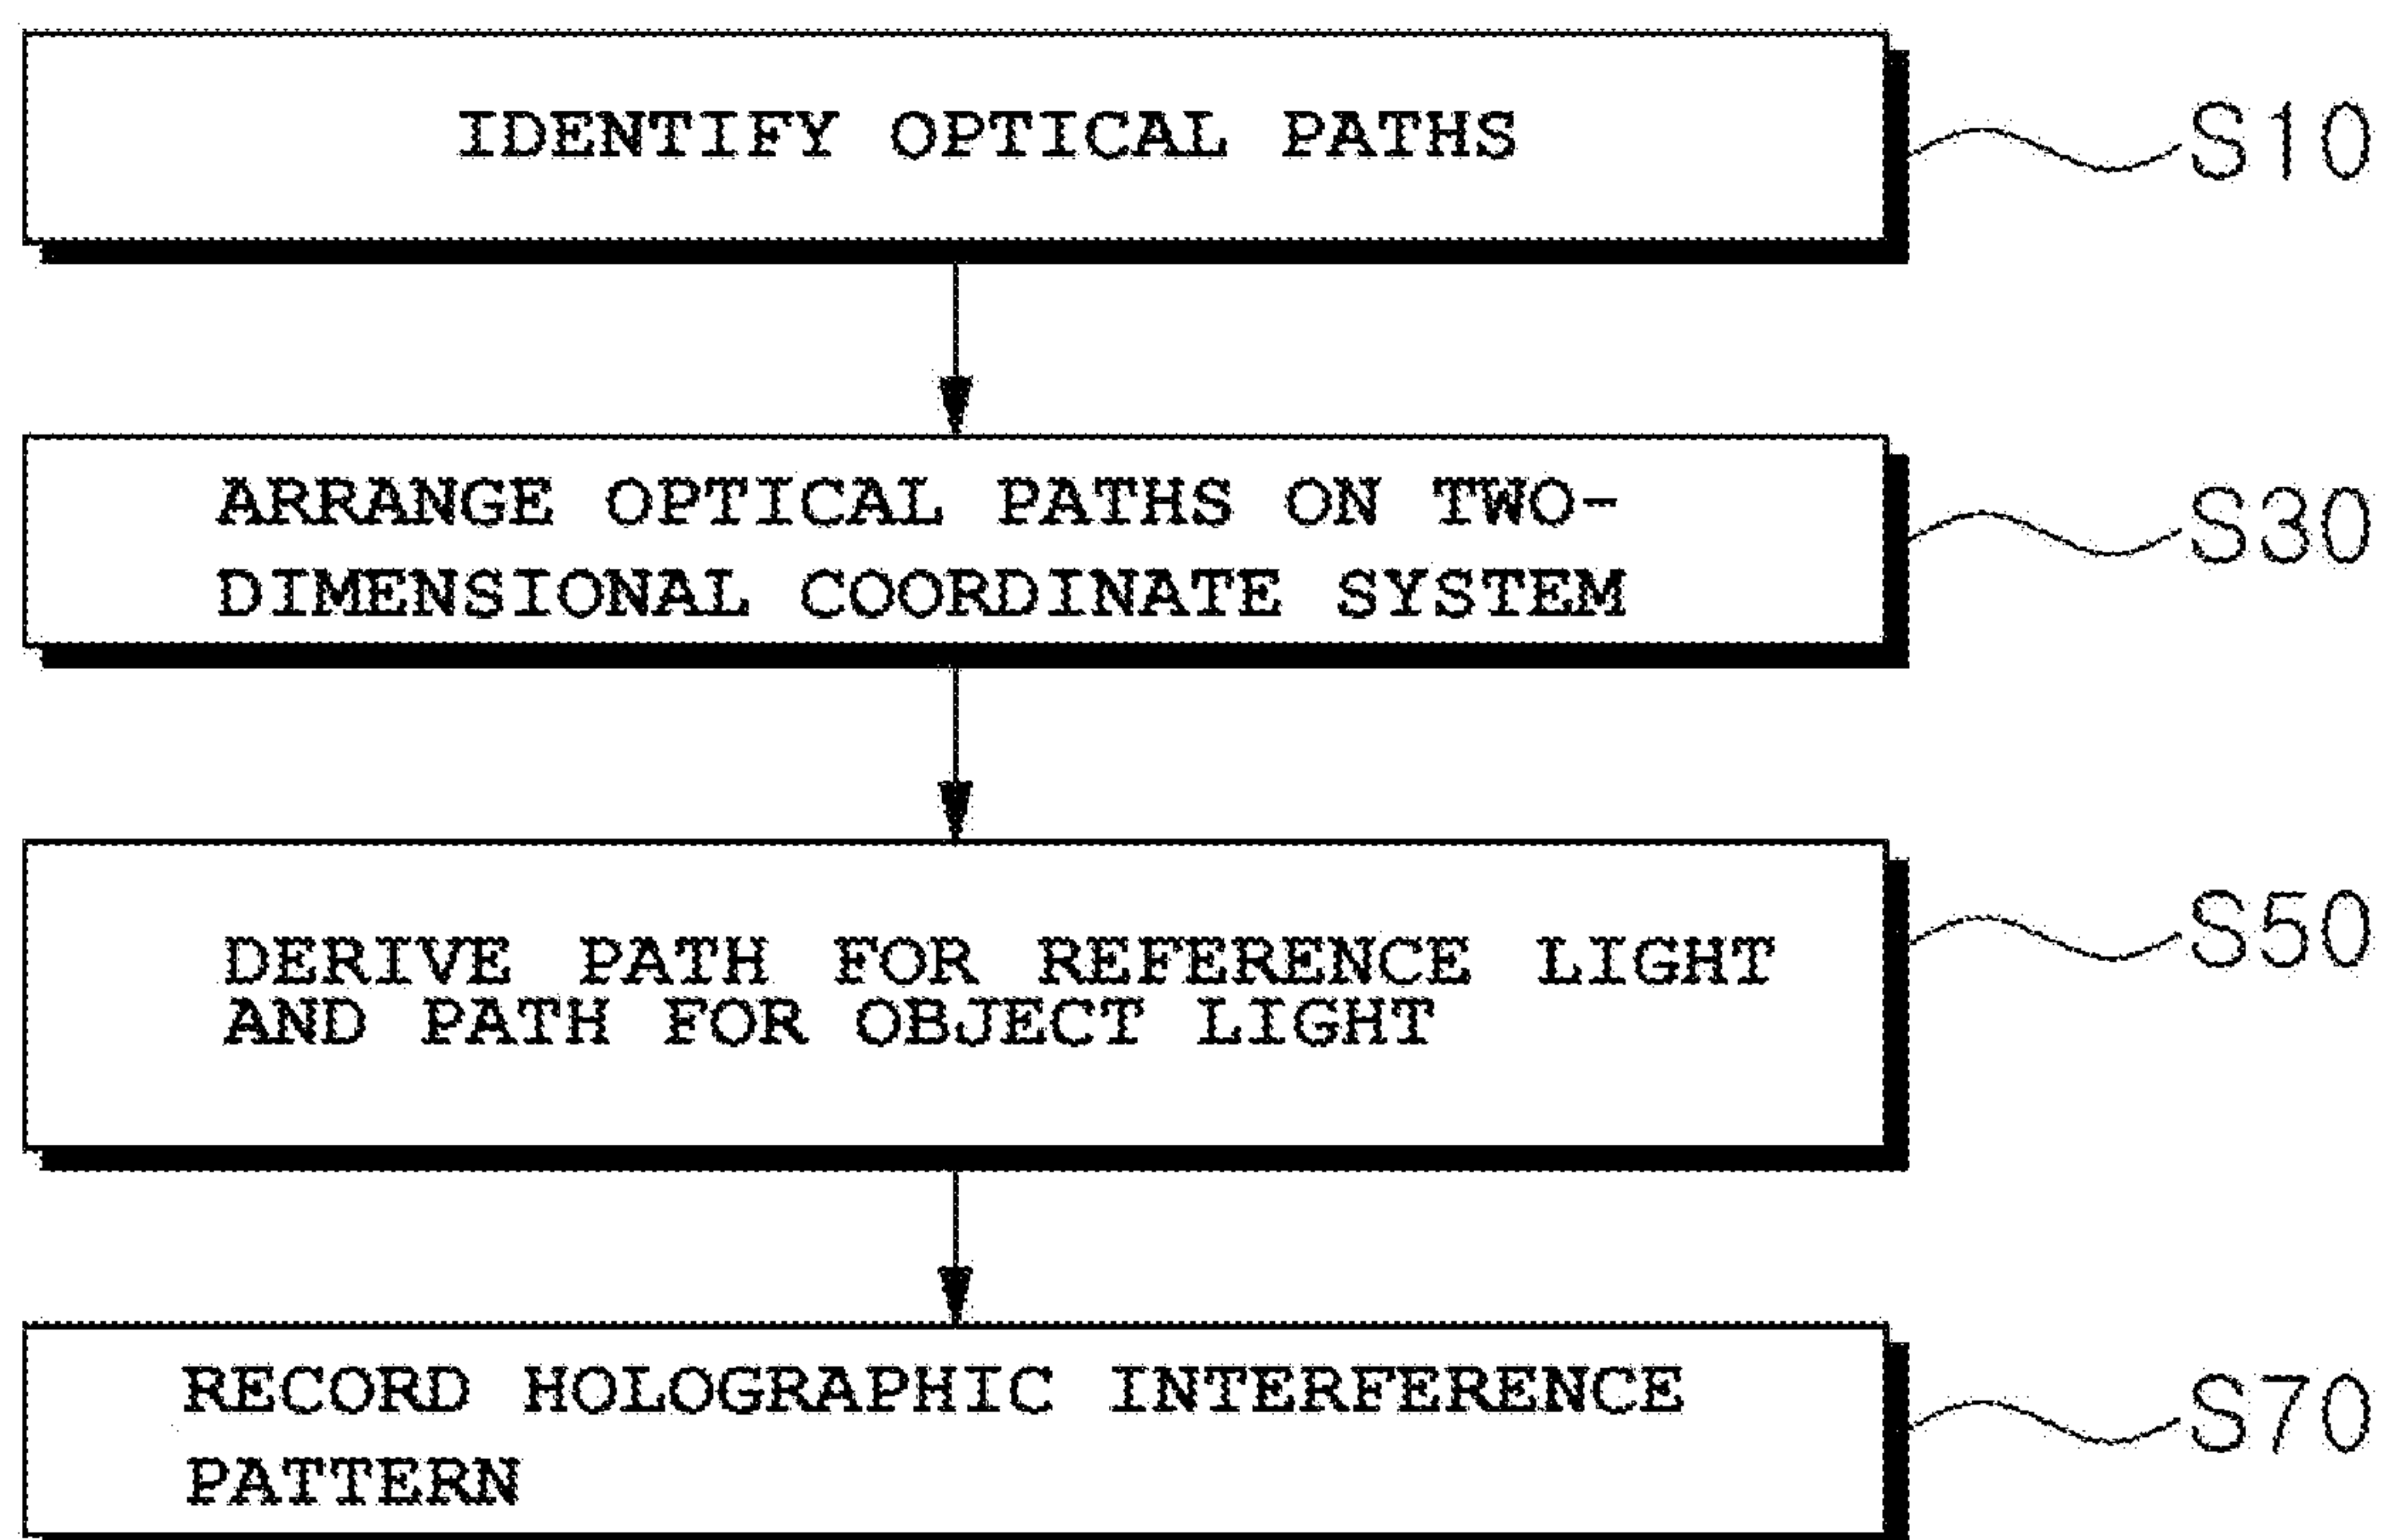 IDENTIFY OPTICAL PATHS
S10
ARRANGE OPTICAL PATHS ON TWO-
DIMENSIONAL COORDINATE SYSTEM
S30
DERIVE PATH FOR REFERENCE LIGHT
AND PATH FOR OBJECT LIGHT
S50
RECORD HOLOGRAPHIC INTERFERENCE
PATTERN
S70